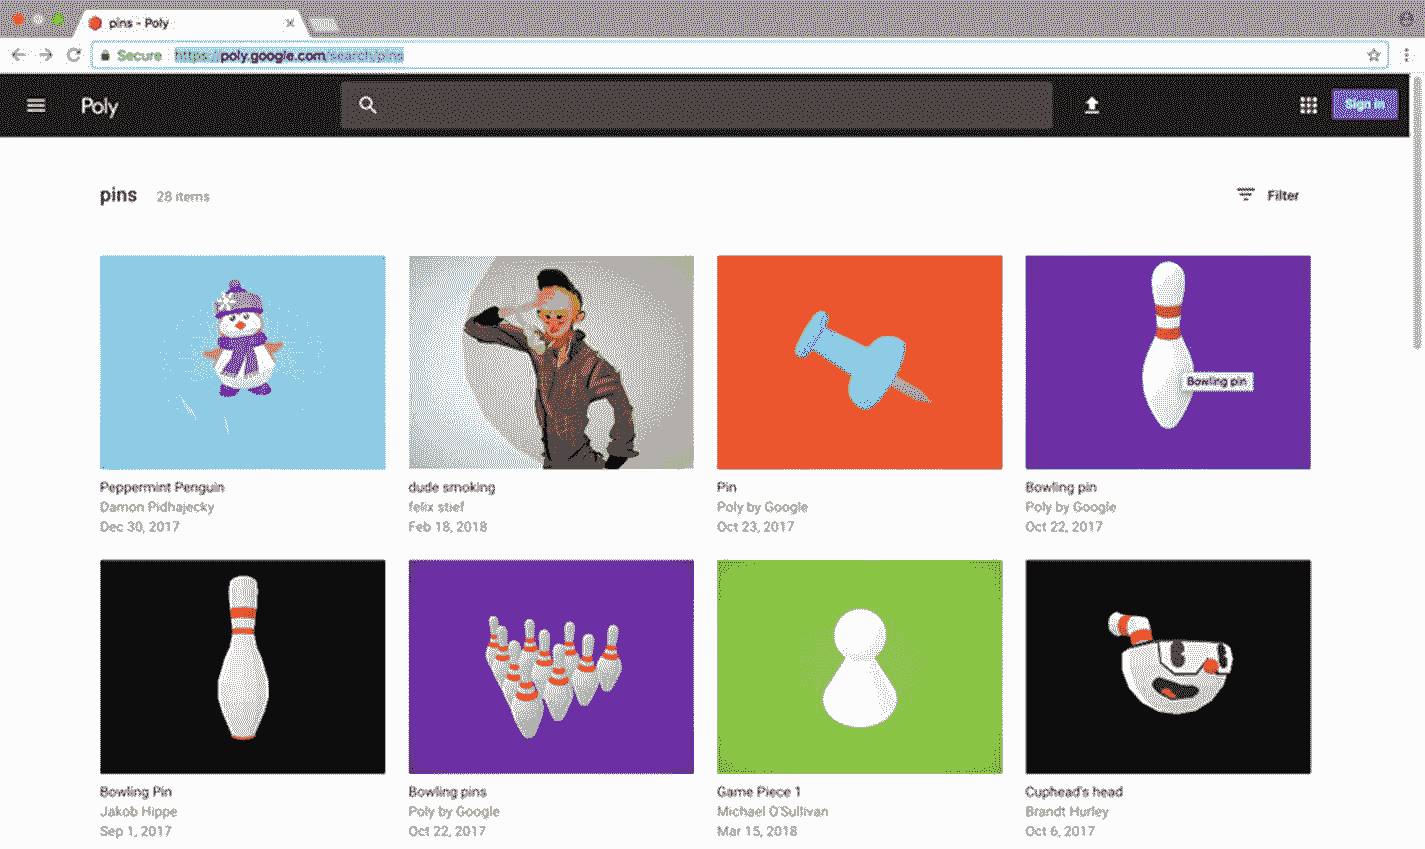 pins - Poly
Secure https://poly.google.com/search/pins
Poly
Sign in
pins 28 items
Filter
Bowling pin
Peppermint Penguin
Damon Pidhajecky
Dec 30, 2017
dude smoking
felix stief
Feb 18, 2018
Pin
Poly by Google
Oct 23, 2017
Bowling pin
Poly by Google
Oct 22, 2017
Bowling Pin
Jakob Hippe
Sep 1, 2017
Bowling pins
Poly by Google
Oct 22, 2017
Game Piece 1
Michael O'Sullivan
Mar 15, 2018
Cuphead's head
Brandt Hurley
Oct 6, 2017